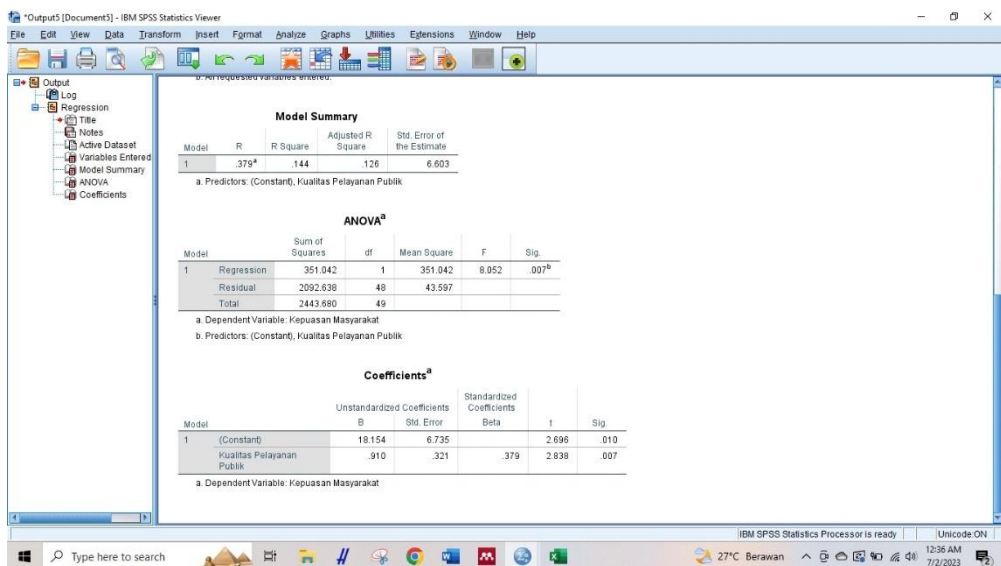 *Output5 [Document5] - IBM SPSS Statistics Viewer
File Edit View Data Transform Insert Format Analyze Graphs Utilities Extensions Window Help
Output
Log
Regression
Title
Notes
Active Dataset
Variables Entered
Model Summary
ANOVA
Coefficients
b. All requested variables entered.
Model Summary
Model R R Square Adjusted R Square Std. Error of the Estimate
1 .379a .144 .126 6.603
a. Predictors: (Constant), Kualitas Pelayanan Publik
ANOVAa
Model Sum of Squares df Mean Square F Sig.
1 Regression 351.042 1 351.042 8.052 .007b
Residual 2092.638 48 43.597
Total 2443.680 49
a. Dependent Variable: Kepuasan Masyarakat
b. Predictors: (Constant), Kualitas Pelayanan Publik
Coefficientsa
Unstandardized Coefficients Standardized Coefficients
Model B Std. Error Beta t Sig.
1 (Constant) 18.154 6.735 2.696 .010
Kualitas Pelayanan Publik .910 .321 .379 2.838 .007
a. Dependent Variable: Kepuasan Masyarakat
IBM SPSS Statistics Processor is ready Unicode:ON
Type here to search
27°C Berawan
12:36 AM
7/2/2023